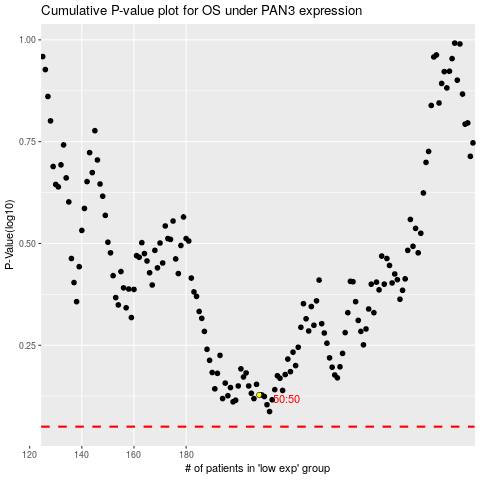 Cumulative P-value plot for OS under PAN3 expression
P-Value(log10)
1.00
0.75
0.50
0.25
50:50
120 140 160 180
# of patients in 'low exp' group